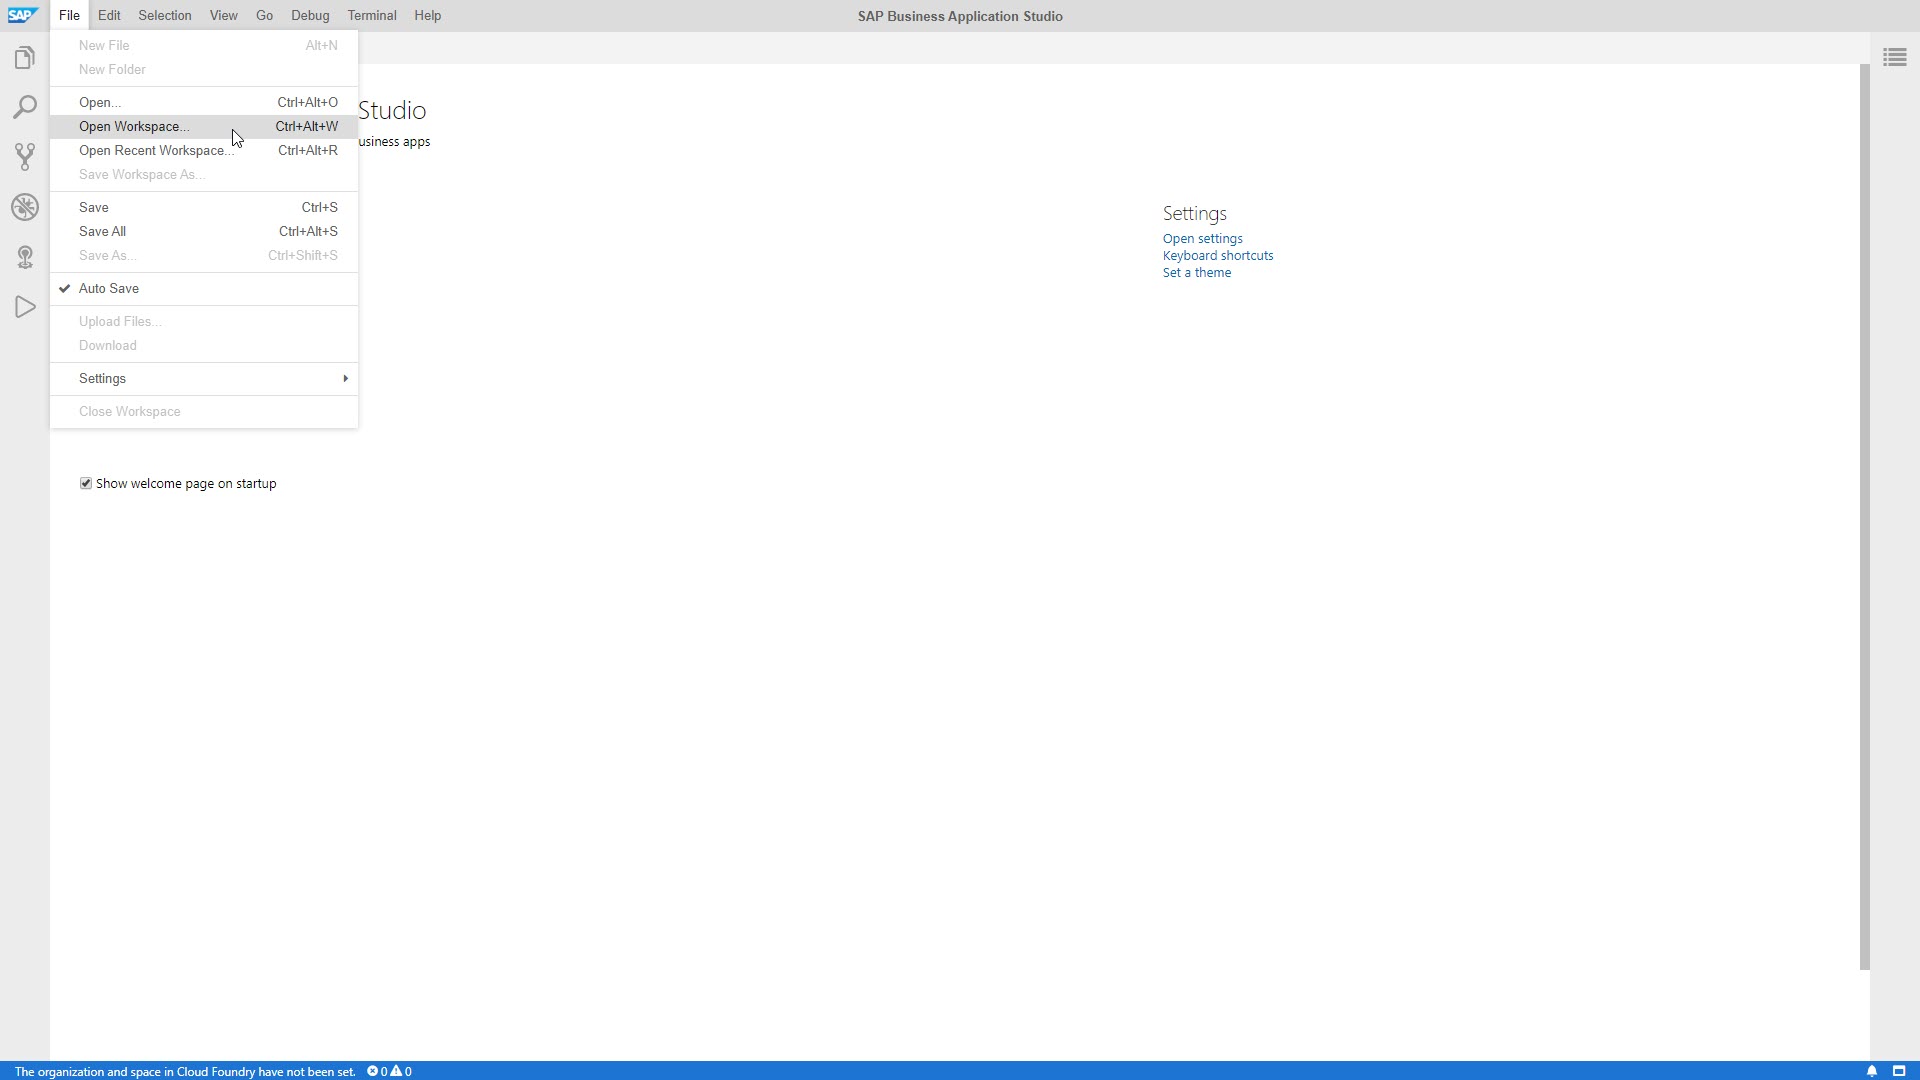 SAP File Edit Selection View Go Debug Terminal Help SAP Business Application Studio
New File Alt+N
New Folder
Open... Ctrl+Alt+O
Open Workspace... Ctrl+Alt+W
Open Recent Workspace... Ctrl+Alt+R
Save Workspace As...
Save Ctrl+S
Save All Ctrl+Alt+S
Save As... Ctrl+Shift+S
Auto Save
Upload Files...
Download
Settings
Close Workspace
Studio
usiness apps
Settings
Open settings
Keyboard shortcuts
Set a theme
Show welcome page on startup
The organization and space in Cloud Foundry have not been set. 0 0